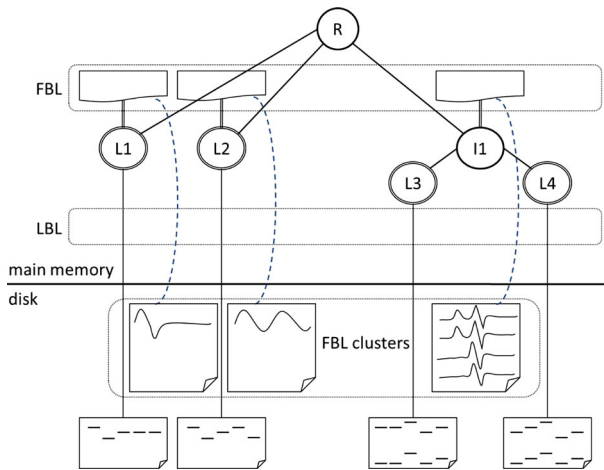 R
FBL
L1
L2
I1
L3
L4
LBL
main memory
disk
FBL clusters